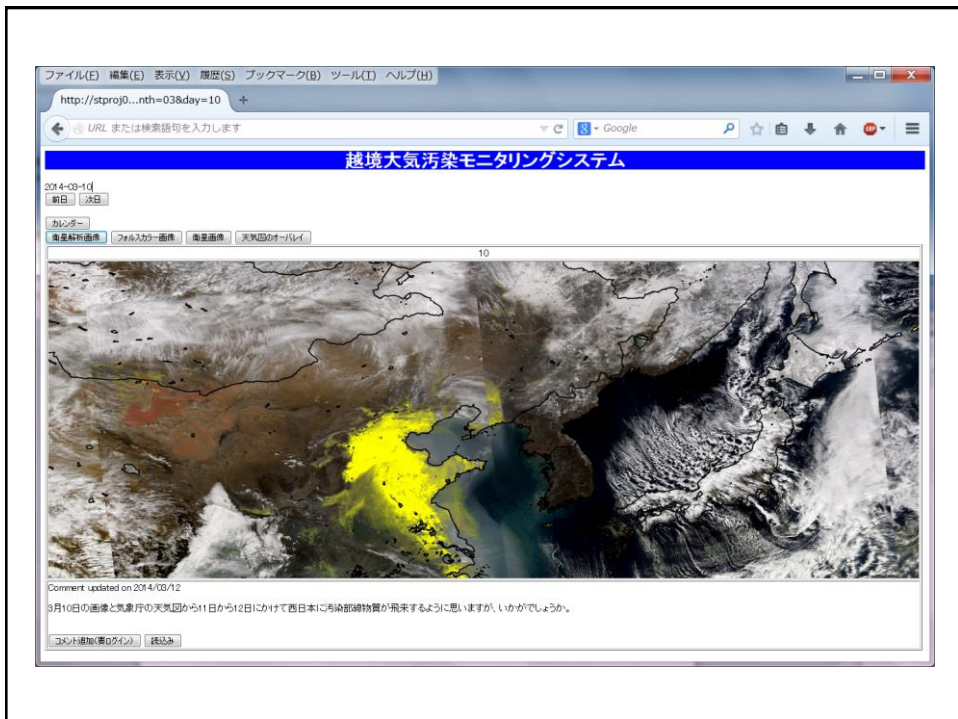 ファイル(F) 編集(E) 表示(V) 履歴(S) ブックマーク(B) ツール(T) ヘルプ(H)
http://stproj0...nth=03&day=10 +
URL または検索語句を入力します
8 - Google
越境大気汚染モニタリングシステム
2014-03-10
前日 次日
カレンダー
衛星解析画像 フォルスカラー画像 衛星画像 天気図のオーバレイ
10
Comment updated on 2014/03/12
3月10日の画像と気象庁の天気図から11日から12日にかけて西日本に汚染部線物質が飛来するように思いますが、いかがでしょうか。
コメント追加(要ログイン) 読込み